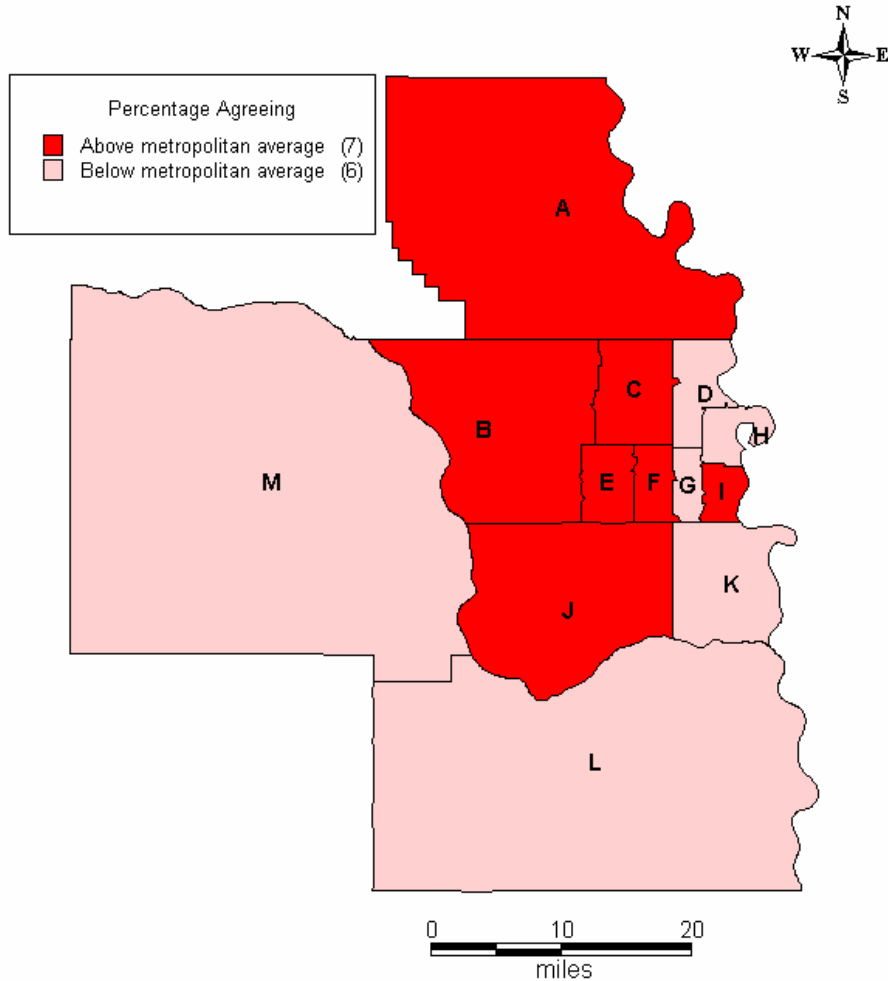 N
W E
S
Percentage Agreeing
Above metropolitan average (7)
Below metropolitan average (6)
A
C
D
B
H
M
E F G I
K
J
L
0 10 20
miles